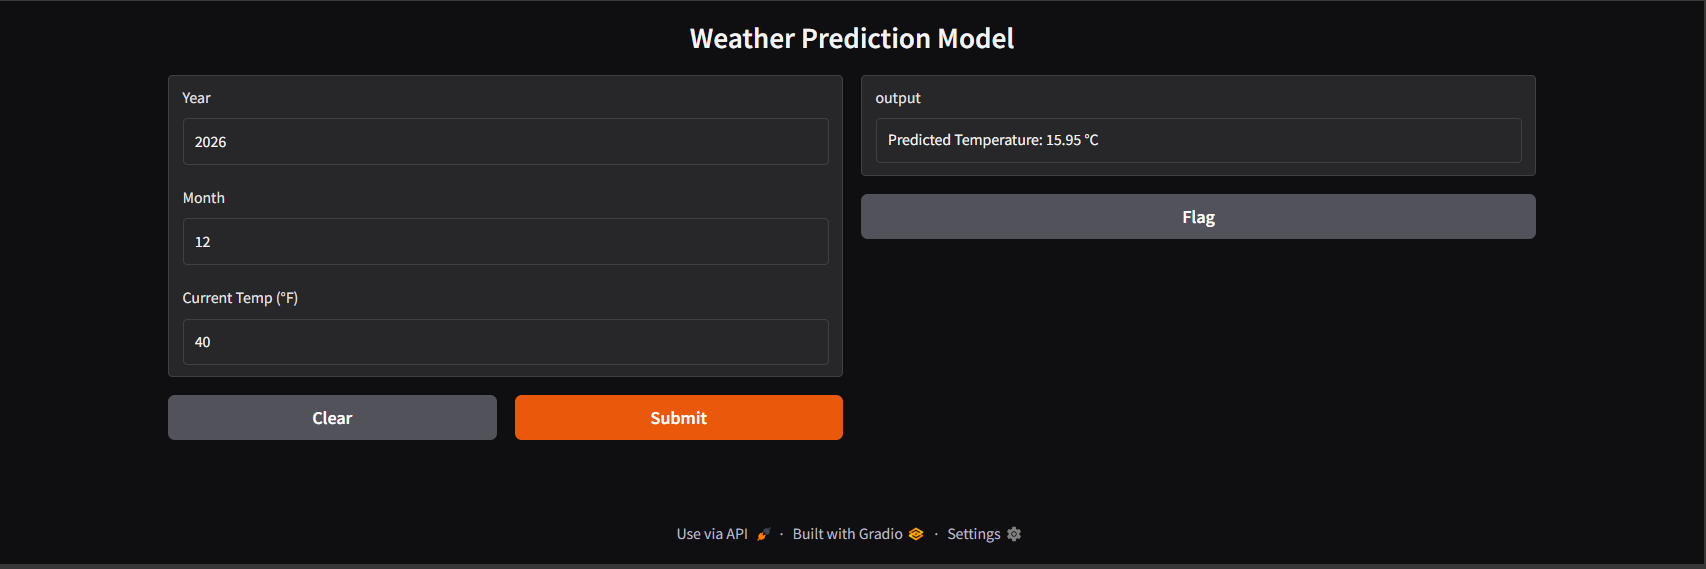 Weather Prediction Model
Year
2026
Month
12
Current Temp (°F)
40
Clear
Submit
output
Predicted Temperature: 15.95 °C
Flag
Use via API 🚀 · Built with Gradio · Settings ⚙️